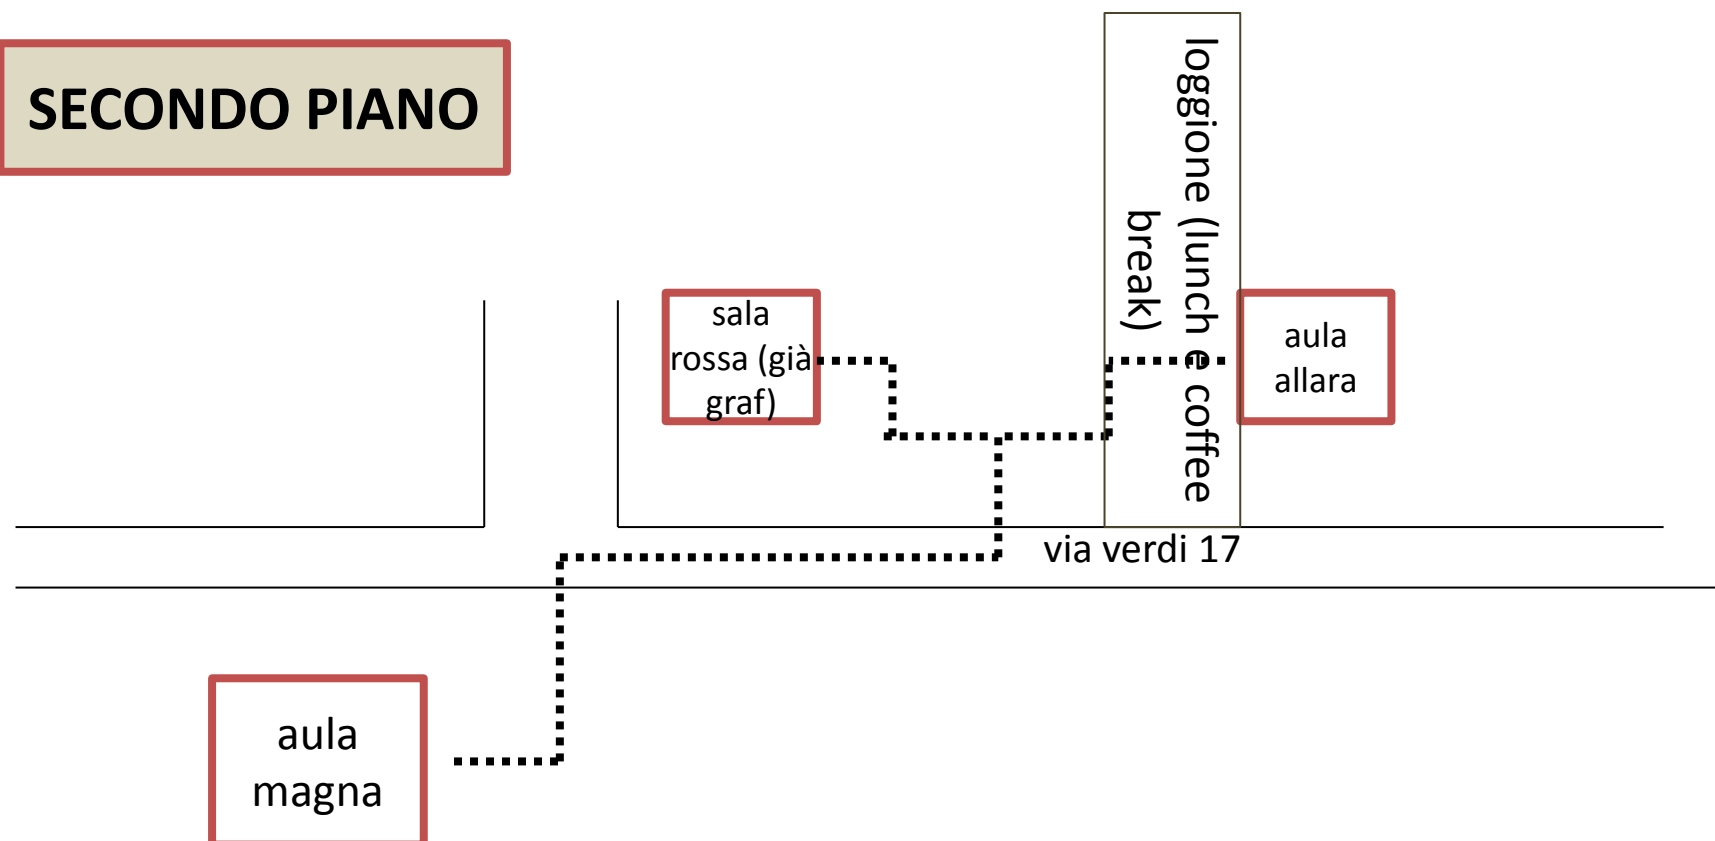 SECONDO PIANO
loggione (lunch e coffee
break)
sala
rossa (già
graf)
aula
allara
via verdi 17
aula
magna